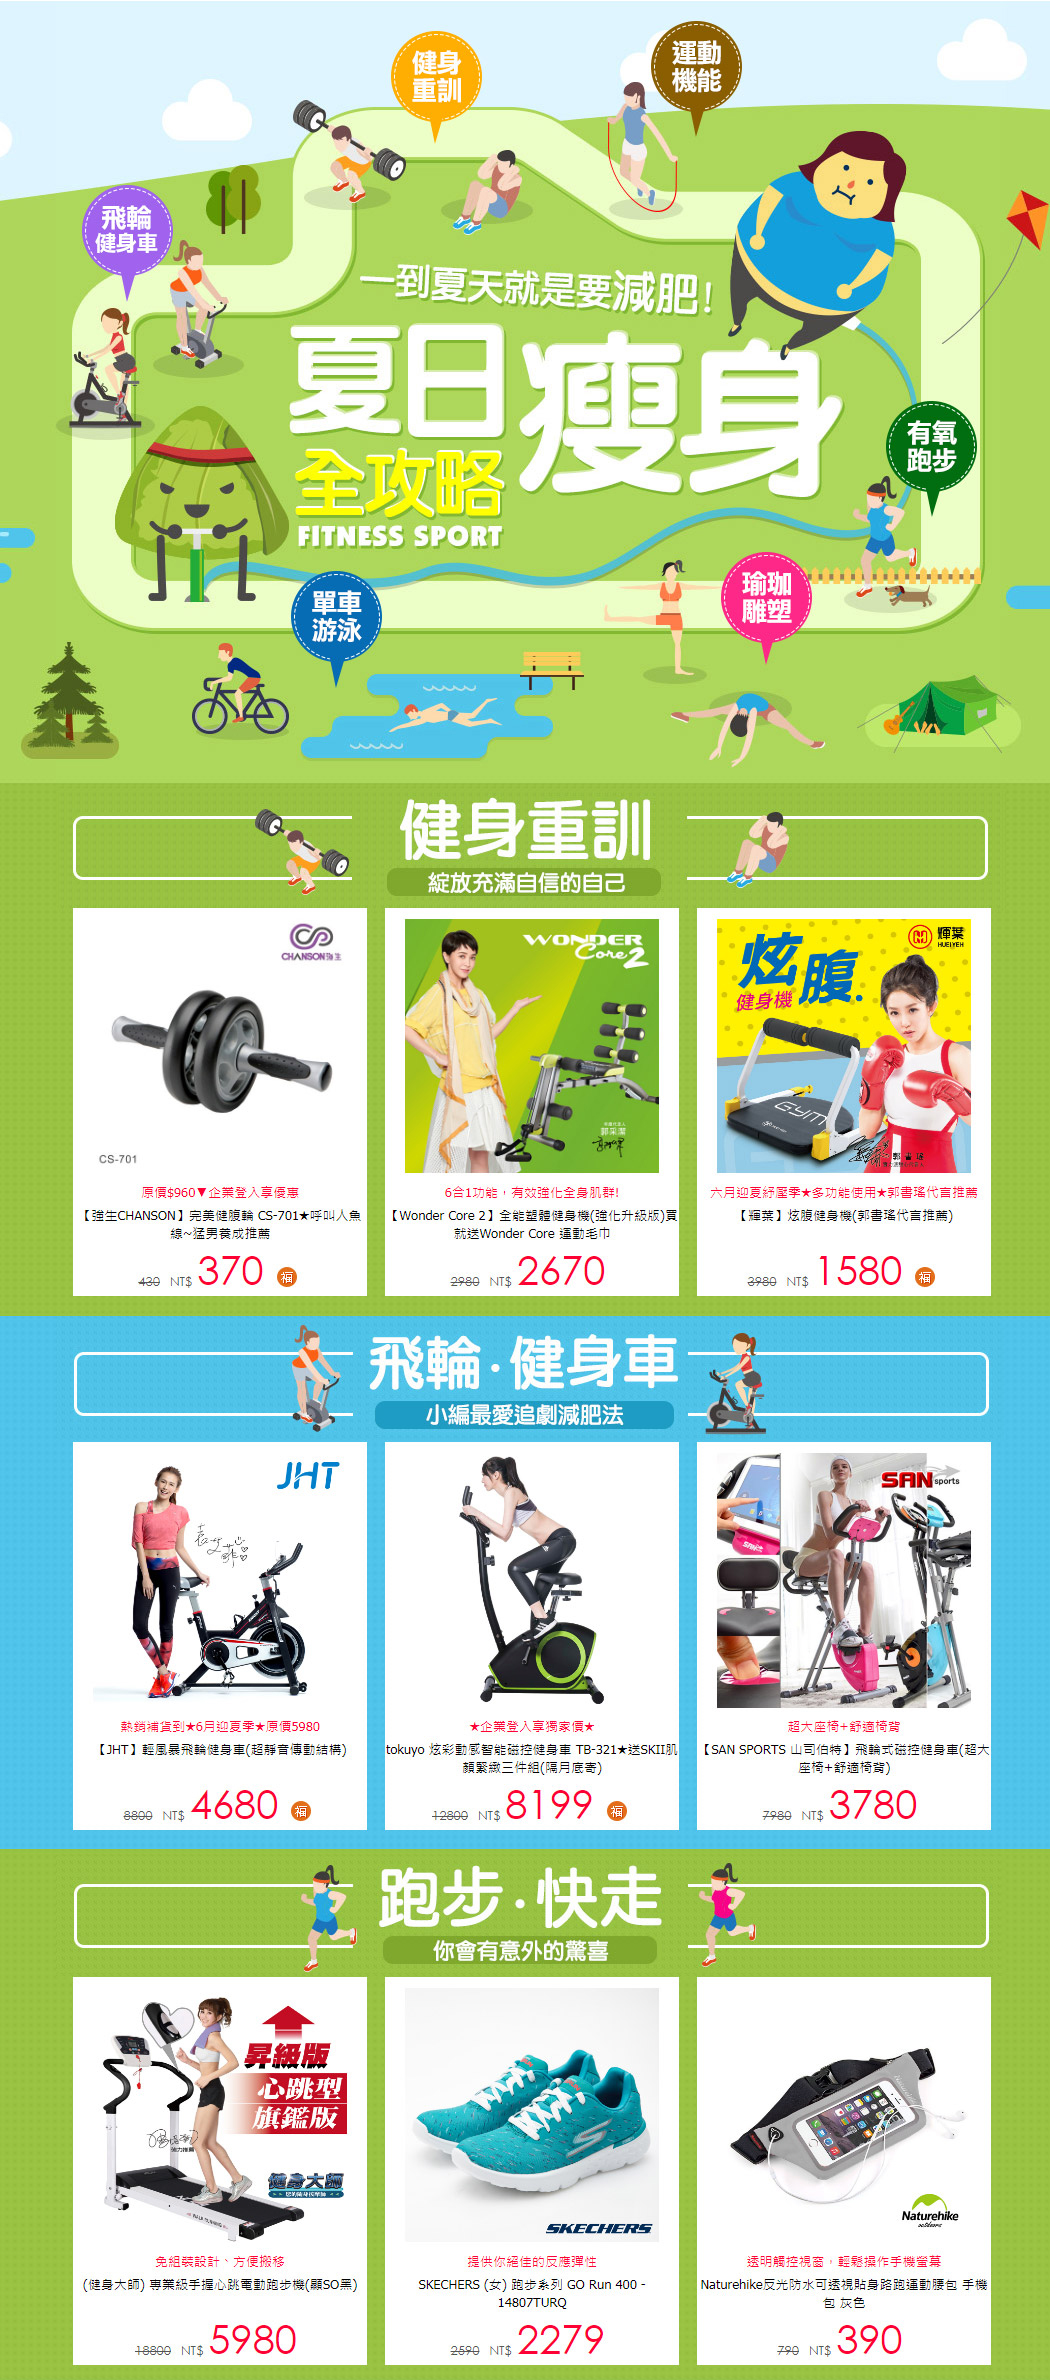 健身
重訓
運動
機能
飛輪
健身車
一到夏天就是要減肥!
夏日瘦身
全攻略
FITNESS SPORT
有氧
跑步
瑜珈
雕塑
單車
游泳
健身重訓
綻放充滿自信的自己
CHANSON強生
CS-701
原價$960▼企業登入享優惠
【強生CHANSON】完美健腹輪 CS-701★呼叫人魚
線~猛男養成推薦
430 NT$ 370 福
WONDER
Core 2
郭采潔
6合1功能，有效強化全身肌群!
【Wonder Core 2】全能塑體健身機(強化升級版)買
就送Wonder Core 運動毛巾
2980 NT$ 2670
輝葉
HUEIYEH
炫腹.
健身機
GYM
郭書瑤
六月迎夏紓壓季★多功能使用★郭書瑤代言推薦
【輝葉】炫腹健身機(郭書瑤代言推薦)
3980 NT$ 1580 福
飛輪·健身車
小編最愛追劇減肥法
JHT
熱銷補貨到★6月迎夏季★原價5980
【JHT】輕風暴飛輪健身車(超靜音傳動結構)
8800 NT$ 4680 福
★企業登入享獨家價★
tokuyo 炫彩動感智能磁控健身車 TB-321★送SKII肌
顏緊緻三件組(隔月底寄)
12800 NT$ 8199 福
SAN sports
超大座椅+舒適椅背
【SAN SPORTS 山司伯特】飛輪式磁控健身車(超大
座椅+舒適椅背)
7980 NT$ 3780
跑步·快走
你會有意外的驚喜
昇級版
心跳型
旗鑑版
強力推薦
健身大師
免組裝設計、方便搬移
(健身大師) 專業級手握心跳電動跑步機(顯SO黑)
18800 NT$ 5980
SKECHERS
提供你絕佳的反應彈性
SKECHERS (女) 跑步系列 GO Run 400 -
14807TURQ
2590 NT$ 2279
Naturehike
outdoors
透明觸控視窗，輕鬆操作手機螢幕
Naturehike反光防水可透視貼身路跑運動腰包 手機
包 灰色
790 NT$ 390